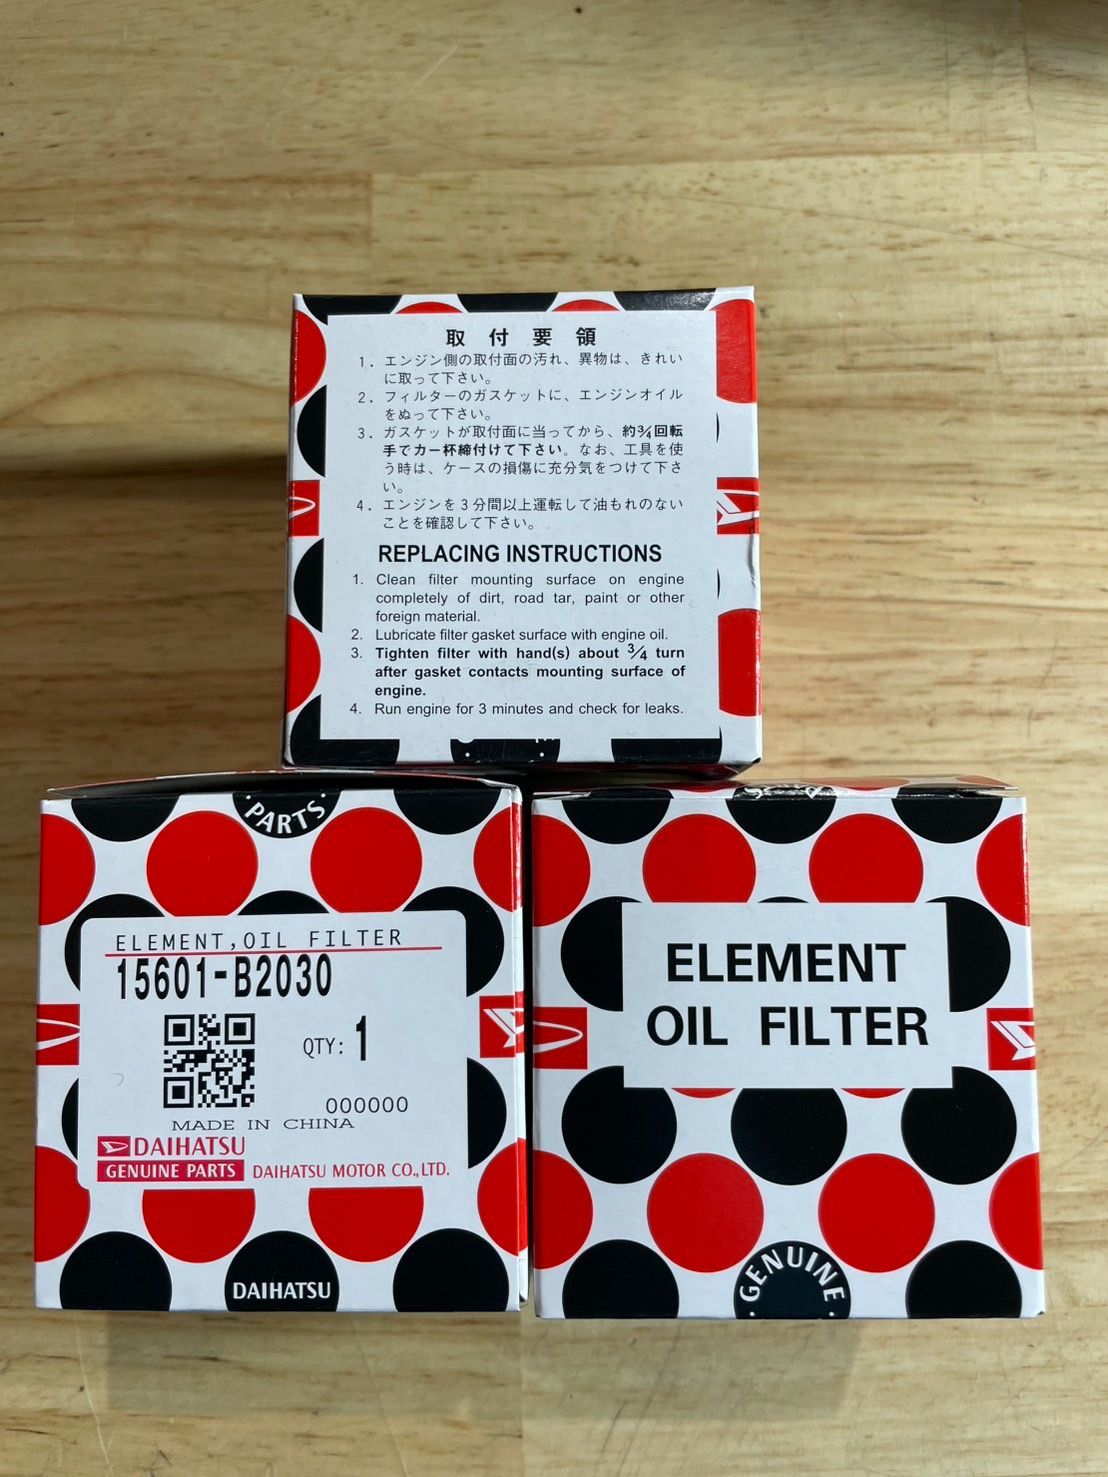 取付要領
1. エンジン側の取付面の汚れ、異物は、きれい
に取って下さい。
2. フィルターのガスケットに、エンジンオイル
をぬって下さい。
3. ガスケットが取付面に当ってから、約3/4回転
手で力一杯締付けて下さい。なお、工具を使
う時は、ケースの損傷に充分気をつけて下さ
い。
4. エンジンを3分間以上運転して油もれのない
ことを確認して下さい。
REPLACING INSTRUCTIONS
1. Clean filter mounting surface on engine
completely of dirt, road tar, paint or other
foreign material.
2. Lubricate filter gasket surface with engine oil.
3. Tighten filter with hand(s) about 3/4 turn
after gasket contacts mounting surface of
engine.
4. Run engine for 3 minutes and check for leaks.
PARTS
ELEMENT,OIL FILTER
15601-B2030
QTY: 1
000000
MADE IN CHINA
DAIHATSU
GENUINE PARTS DAIHATSU MOTOR CO.,LTD.
DAIHATSU
ELEMENT
OIL FILTER
GENUINE